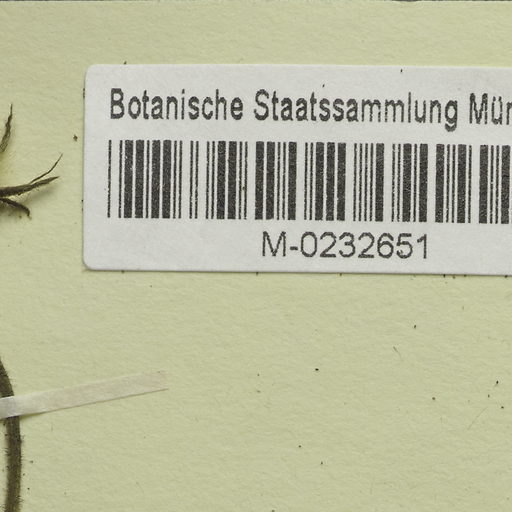 Botanische Staatssammlung Mün
M-0232651